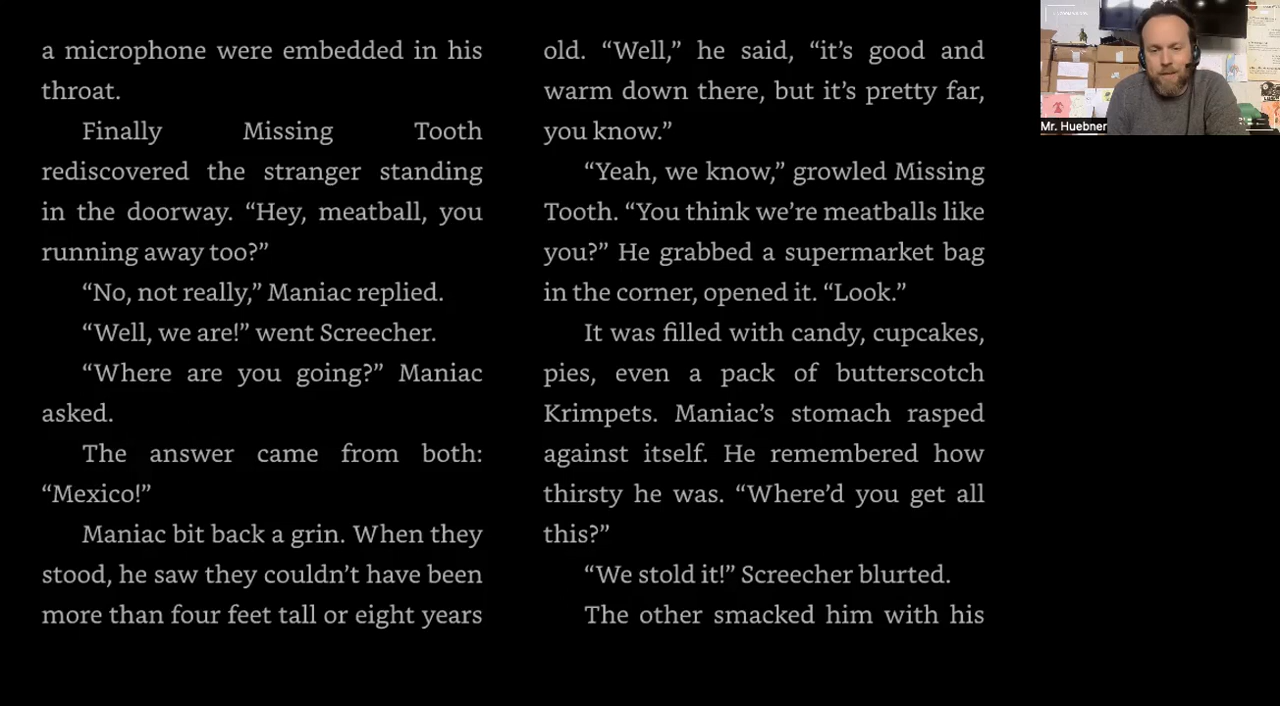 a microphone were embedded in his
throat.
Finally Missing Tooth
rediscovered the stranger standing
in the doorway. “Hey, meatball, you
running away too?”
“No, not really,” Maniac replied.
“Well, we are!” went Screecher.
“Where are you going?” Maniac
asked.
The answer came from both:
“Mexico!”
Maniac bit back a grin. When they
stood, he saw they couldn’t have been
more than four feet tall or eight years
old. “Well,” he said, “it’s good and
warm down there, but it’s pretty far,
you know.”
“Yeah, we know,” growled Missing
Tooth. “You think we’re meatballs like
you?” He grabbed a supermarket bag
in the corner, opened it. “Look.”
It was filled with candy, cupcakes,
pies, even a pack of butterscotch
Krimpets. Maniac’s stomach rasped
against itself. He remembered how
thirsty he was. “Where’d you get all
this?”
“We stold it!” Screecher blurted.
The other smacked him with his
Mr. Huebner